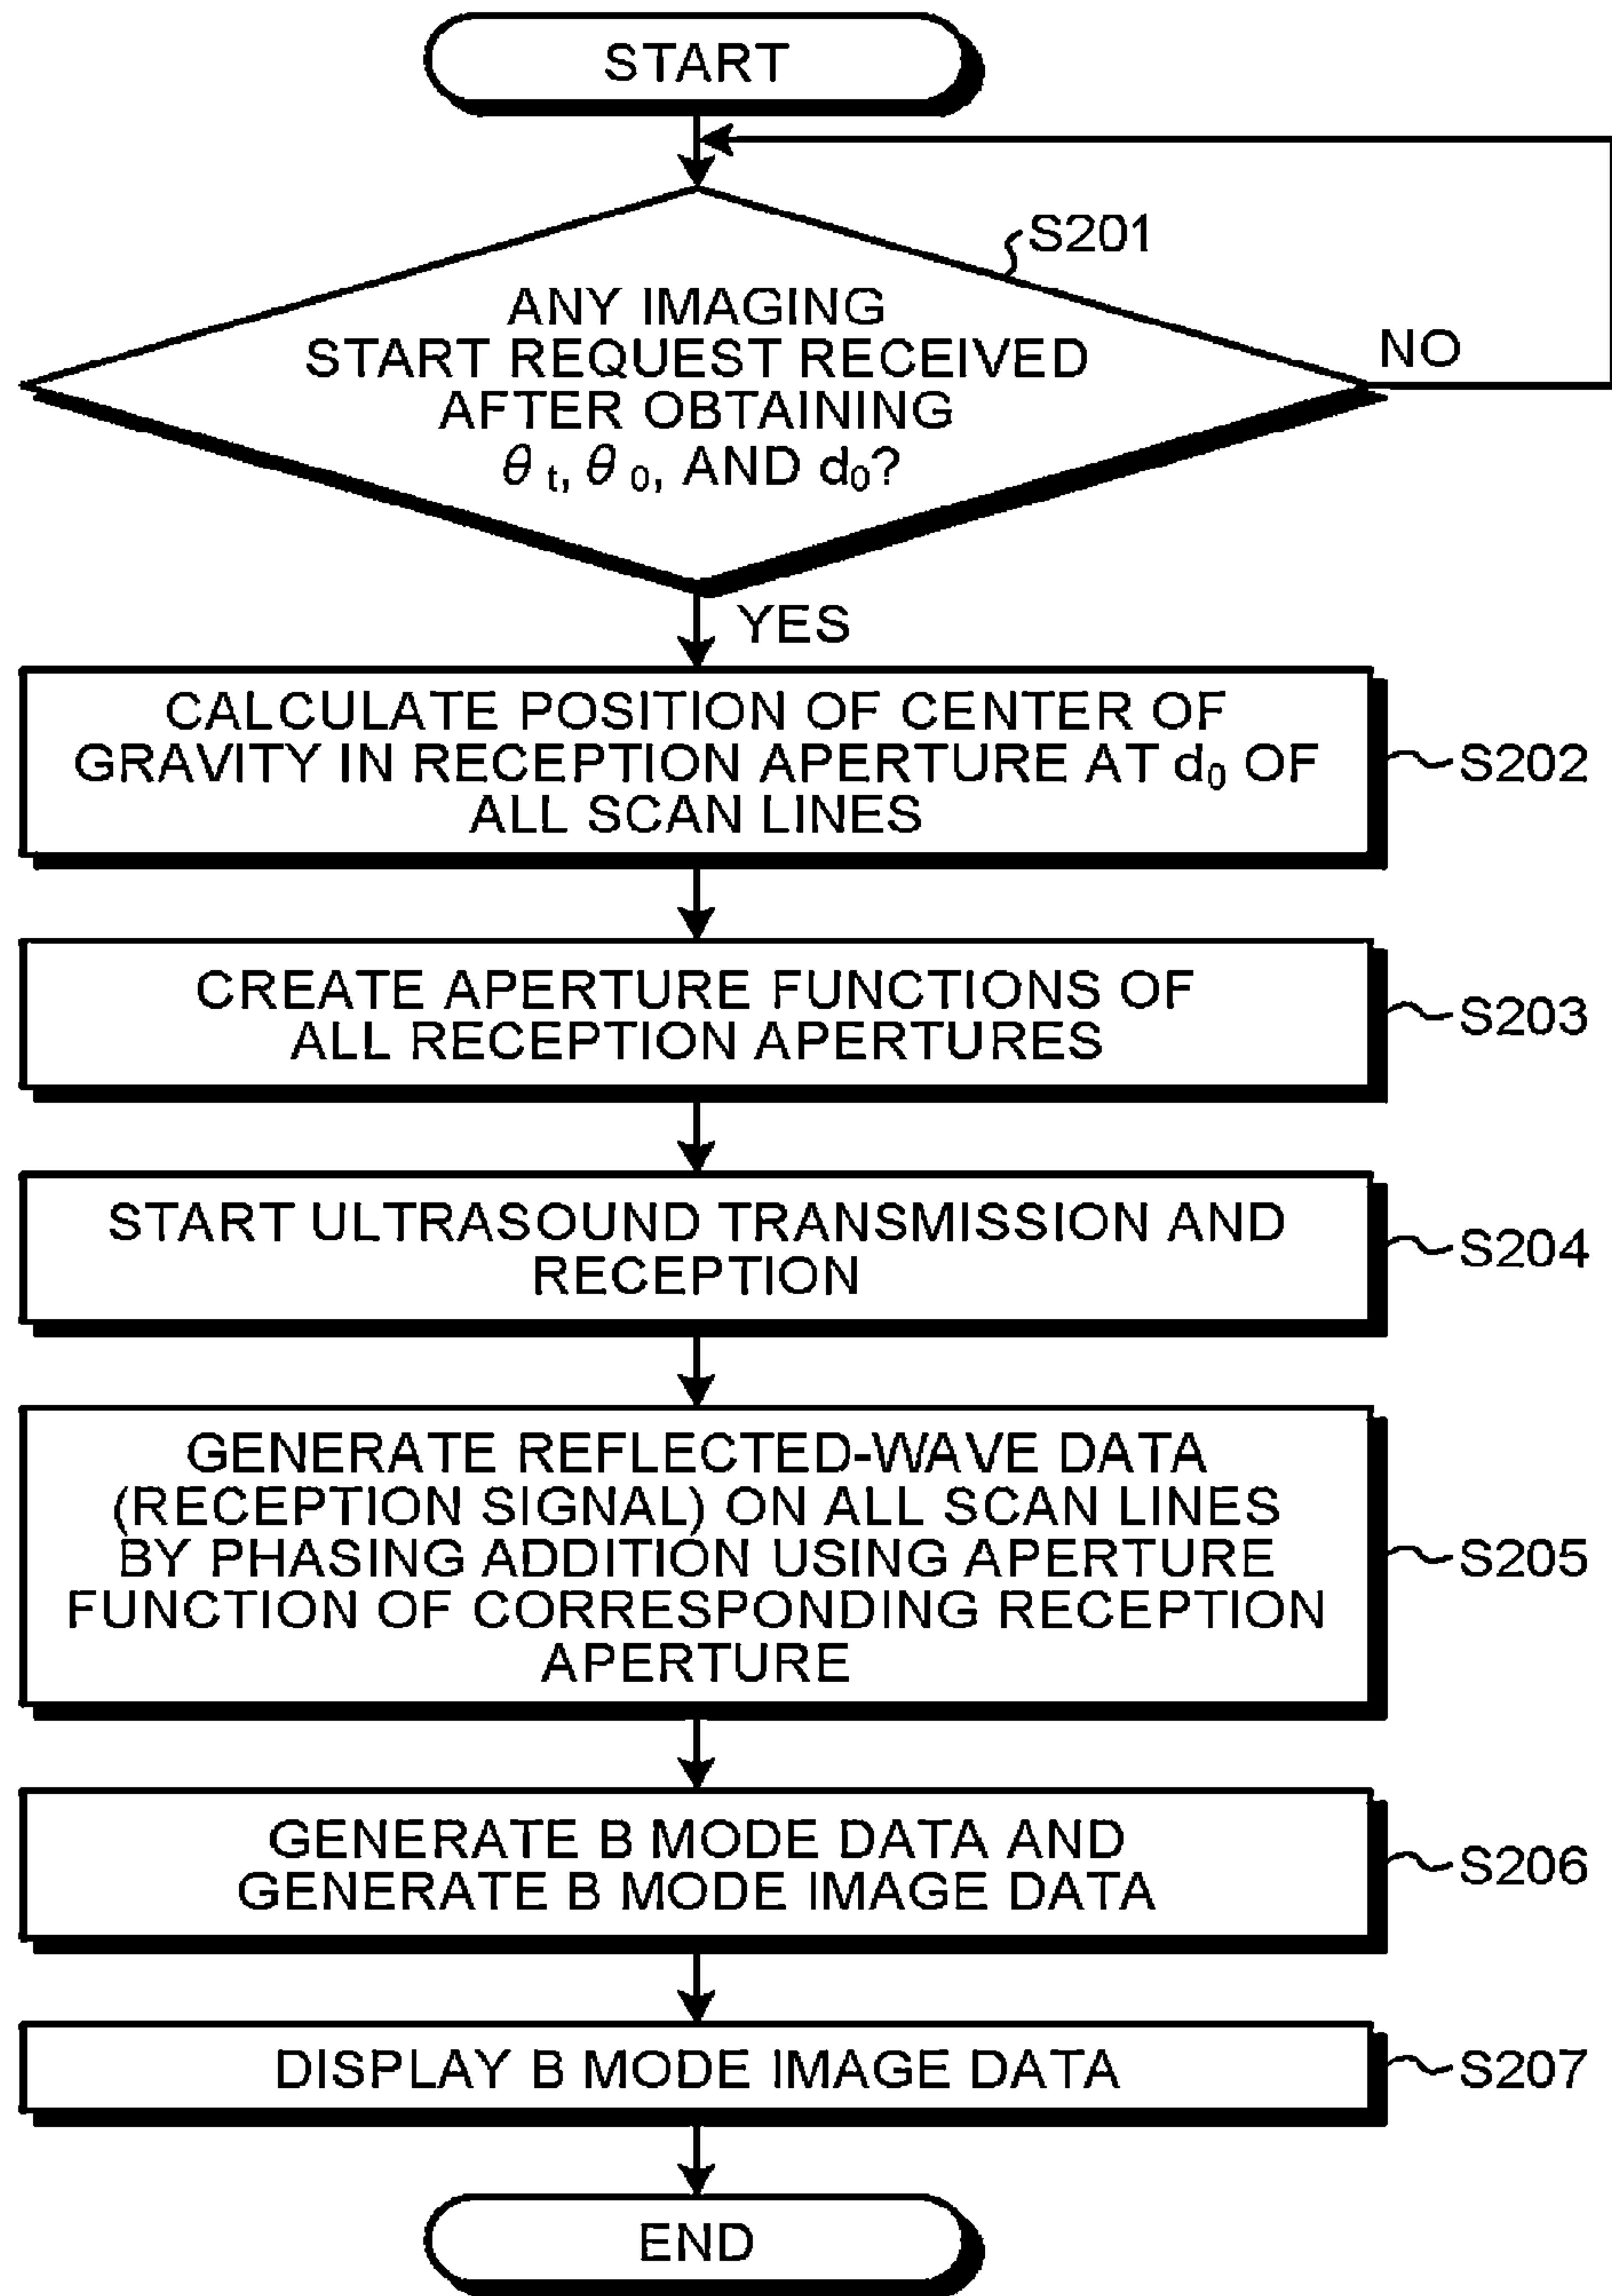 START
S201
ANY IMAGING
START REQUEST RECEIVED
AFTER OBTAINING
θt, θ0, AND d0?
NO
YES
CALCULATE POSITION OF CENTER OF
GRAVITY IN RECEPTION APERTURE AT d0 OF
ALL SCAN LINES
S202
CREATE APERTURE FUNCTIONS OF
ALL RECEPTION APERTURES
S203
START ULTRASOUND TRANSMISSION AND
RECEPTION
S204
GENERATE REFLECTED-WAVE DATA
(RECEPTION SIGNAL) ON ALL SCAN LINES
BY PHASING ADDITION USING APERTURE
FUNCTION OF CORRESPONDING RECEPTION
APERTURE
S205
GENERATE B MODE DATA AND
GENERATE B MODE IMAGE DATA
S206
DISPLAY B MODE IMAGE DATA
S207
END